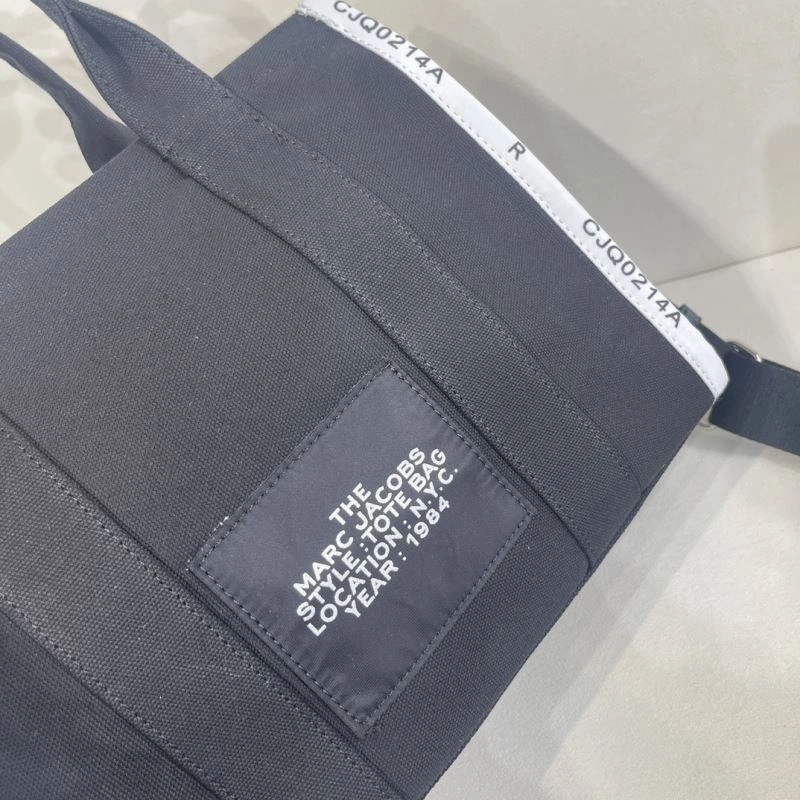 CJQ0214A
R
CJQ0214A
THE
MARC JACOBS
STYLE : TOTE BAG
LOCATION : N.Y.C.
YEAR : 1984